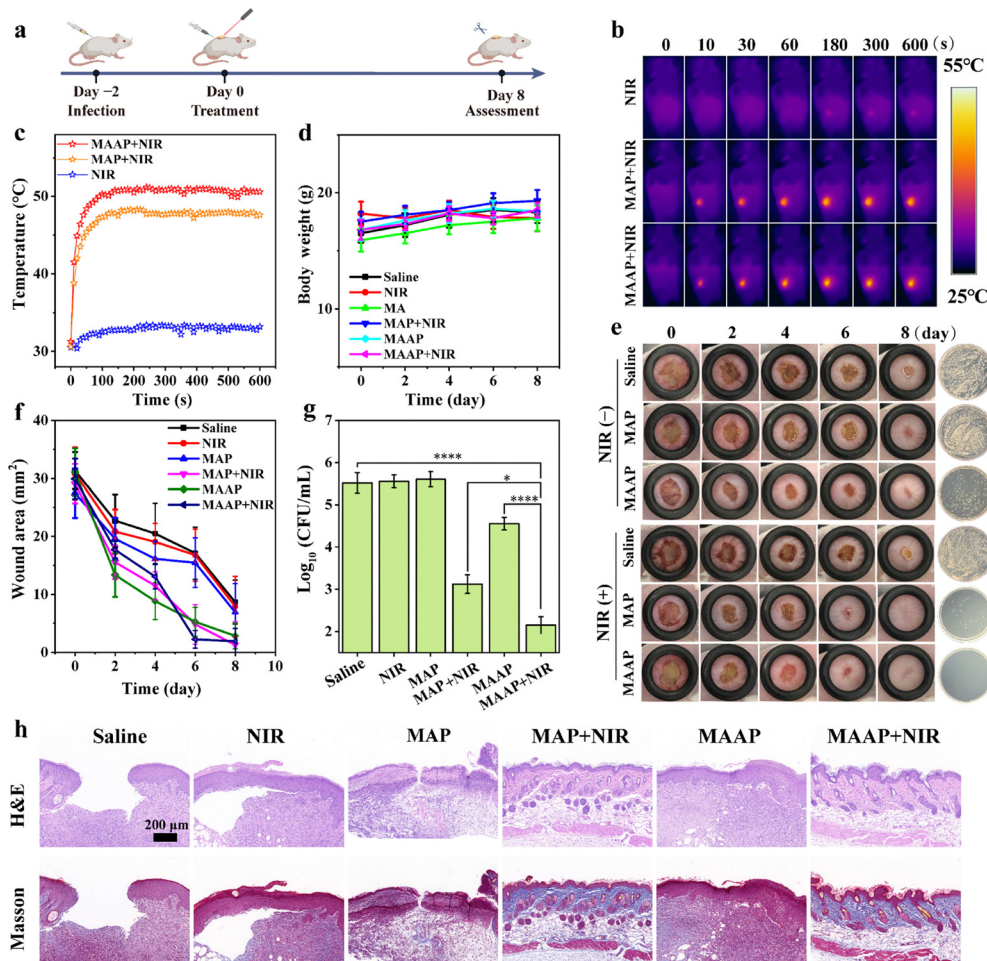 a
Day −2
Infection
Day 0
Treatment
Day 8
Assessment
b
0 10 30 60 180 300 600 (s)
NIR
MAP+NIR
MAAP+NIR
55℃
25℃
c
MAAP+NIR
MAP+NIR
NIR
Temperature (℃)
50
40
30
0 100 200 300 400 500 600
Time (s)
d
Body weight (g)
20
10
Saline
NIR
MA
MAP+NIR
MAAP
MAAP+NIR
0 2 4 6 8
Time (day)
e
0 2 4 6 8 (day)
NIR (−)
Saline
MAP
MAAP
NIR (+)
Saline
MAP
MAAP
f
Wound area (mm²)
40
30
20
10
0
Saline
NIR
MAP
MAP+NIR
MAAP
MAAP+NIR
0 2 4 6 8 10
Time (day)
g
Log₁₀ (CFU/mL)
6
5
4
3
2
****
*
****
Saline
NIR
MAP
MAP+NIR
MAAP
MAAP+NIR
h
Saline NIR MAP MAP+NIR MAAP MAAP+NIR
H&E
200 µm
Masson